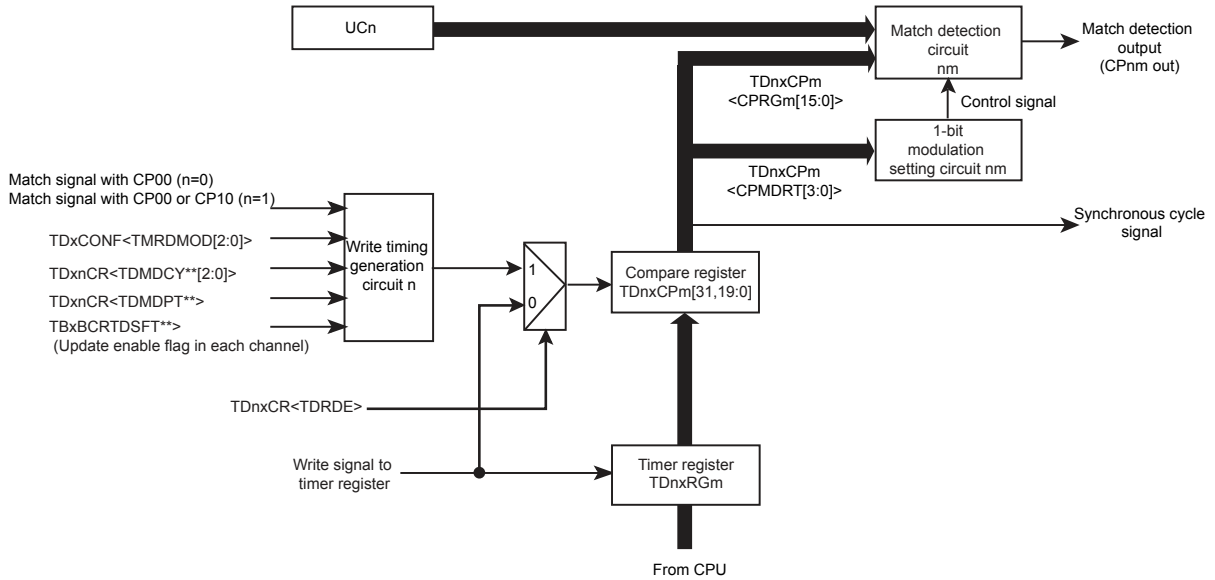 UCn
Match detection
circuit
nm
Match detection
output
(CPnm out)
TDnxCPm
<CPRGm[15:0]>
Control signal
1-bit
modulation
setting circuit nm
TDnxCPm
<CPMDRT[3:0]>
Match signal with CP00 (n=0)
Match signal with CP00 or CP10 (n=1)
Synchronous cycle
signal
TDxCONF<TMRDMOD[2:0]>
TDxnCR<TDMDCY**[2:0]>
TDxnCR<TDMDPT**>
TBxBCRTDSFT**>
(Update enable flag in each channel)
Write timing
generation
circuit n
1
0
Compare register
TDnxCPm[31,19:0]
TDnxCR<TDRDE>
Write signal to
timer register
Timer register
TDnxRGm
From CPU